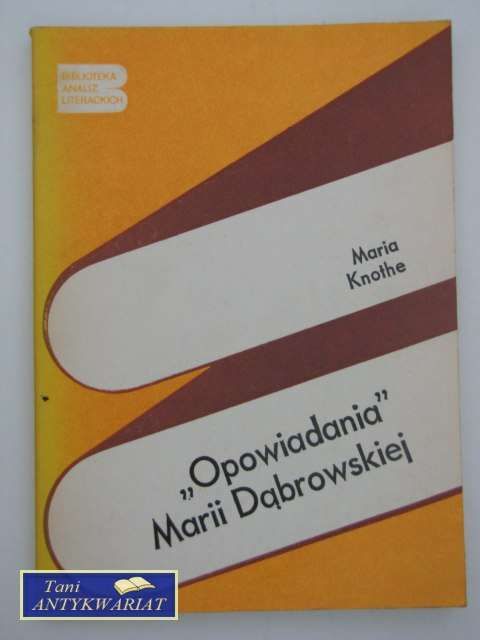 BIBLIOTEKA
ANALIZ
LITERACKICH
Maria
Knothe
„Opowiadania”
Marii Dąbrowskiej
Tani
ANTYKWARIAT